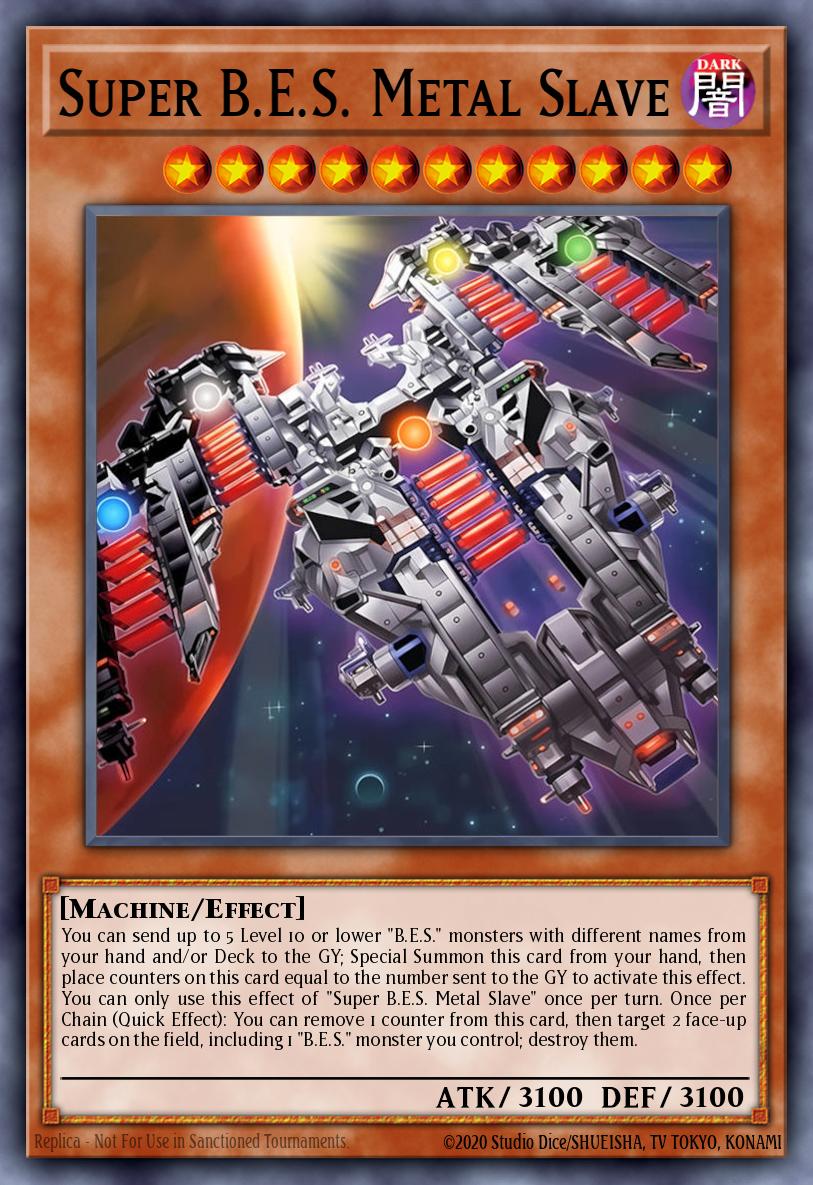 Super B.E.S. Metal Slave
DARK
闇
[Machine/Effect]
You can send up to 5 Level 10 or lower "B.E.S." monsters with different names from
your hand and/or Deck to the GY; Special Summon this card from your hand, then
place counters on this card equal to the number sent to the GY to activate this effect.
You can only use this effect of "Super B.E.S. Metal Slave" once per turn. Once per
Chain (Quick Effect): You can remove 1 counter from this card, then target 2 face-up
cards on the field, including 1 "B.E.S." monster you control; destroy them.
ATK/ 3100 DEF/ 3100
Replica - Not For Use in Sanctioned Tournaments.
©2020 Studio Dice/SHUEISHA, TV TOKYO, KONAMI